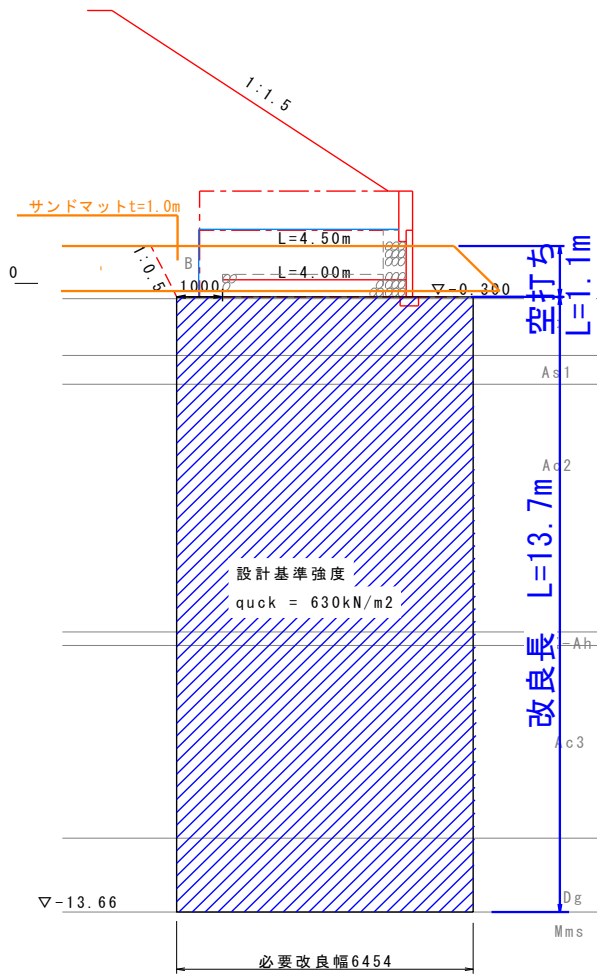 1:1.5
サンドマットt=1.0m
L=4.50m
1:0.5
B
0
L=4.00m
1000
▽-0.300
空打ち
L=1.1m
As1
Ac2
設計基準強度
quck = 630kN/m2
改良長 L=13.7m
-Ah
Ac3
▽-13.66
Dg
Mms
必要改良幅6454